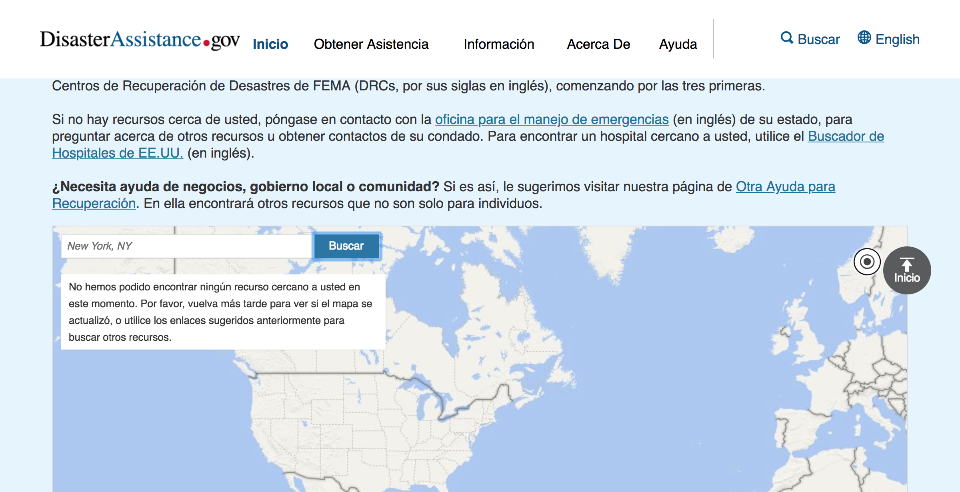 DisasterAssistance.gov Inicio Obtener Asistencia Información Acerca De Ayuda Buscar English
Centros de Recuperación de Desastres de FEMA (DRCs, por sus siglas en inglés), comenzando por las tres primeras.
Si no hay recursos cerca de usted, póngase en contacto con la oficina para el manejo de emergencias (en inglés) de su estado, para
preguntar acerca de otros recursos u obtener contactos de su condado. Para encontrar un hospital cercano a usted, utilice el Buscador de
Hospitales de EE.UU. (en inglés).
¿Necesita ayuda de negocios, gobierno local o comunidad? Si es así, le sugerimos visitar nuestra página de Otra Ayuda para
Recuperación. En ella encontrará otros recursos que no son solo para individuos.
New York, NY Buscar
Inicio
No hemos podido encontrar ningún recurso cercano a usted en
este momento. Por favor, vuelva más tarde para ver si el mapa se
actualizó, o utilice los enlaces sugeridos anteriormente para
buscar otros recursos.